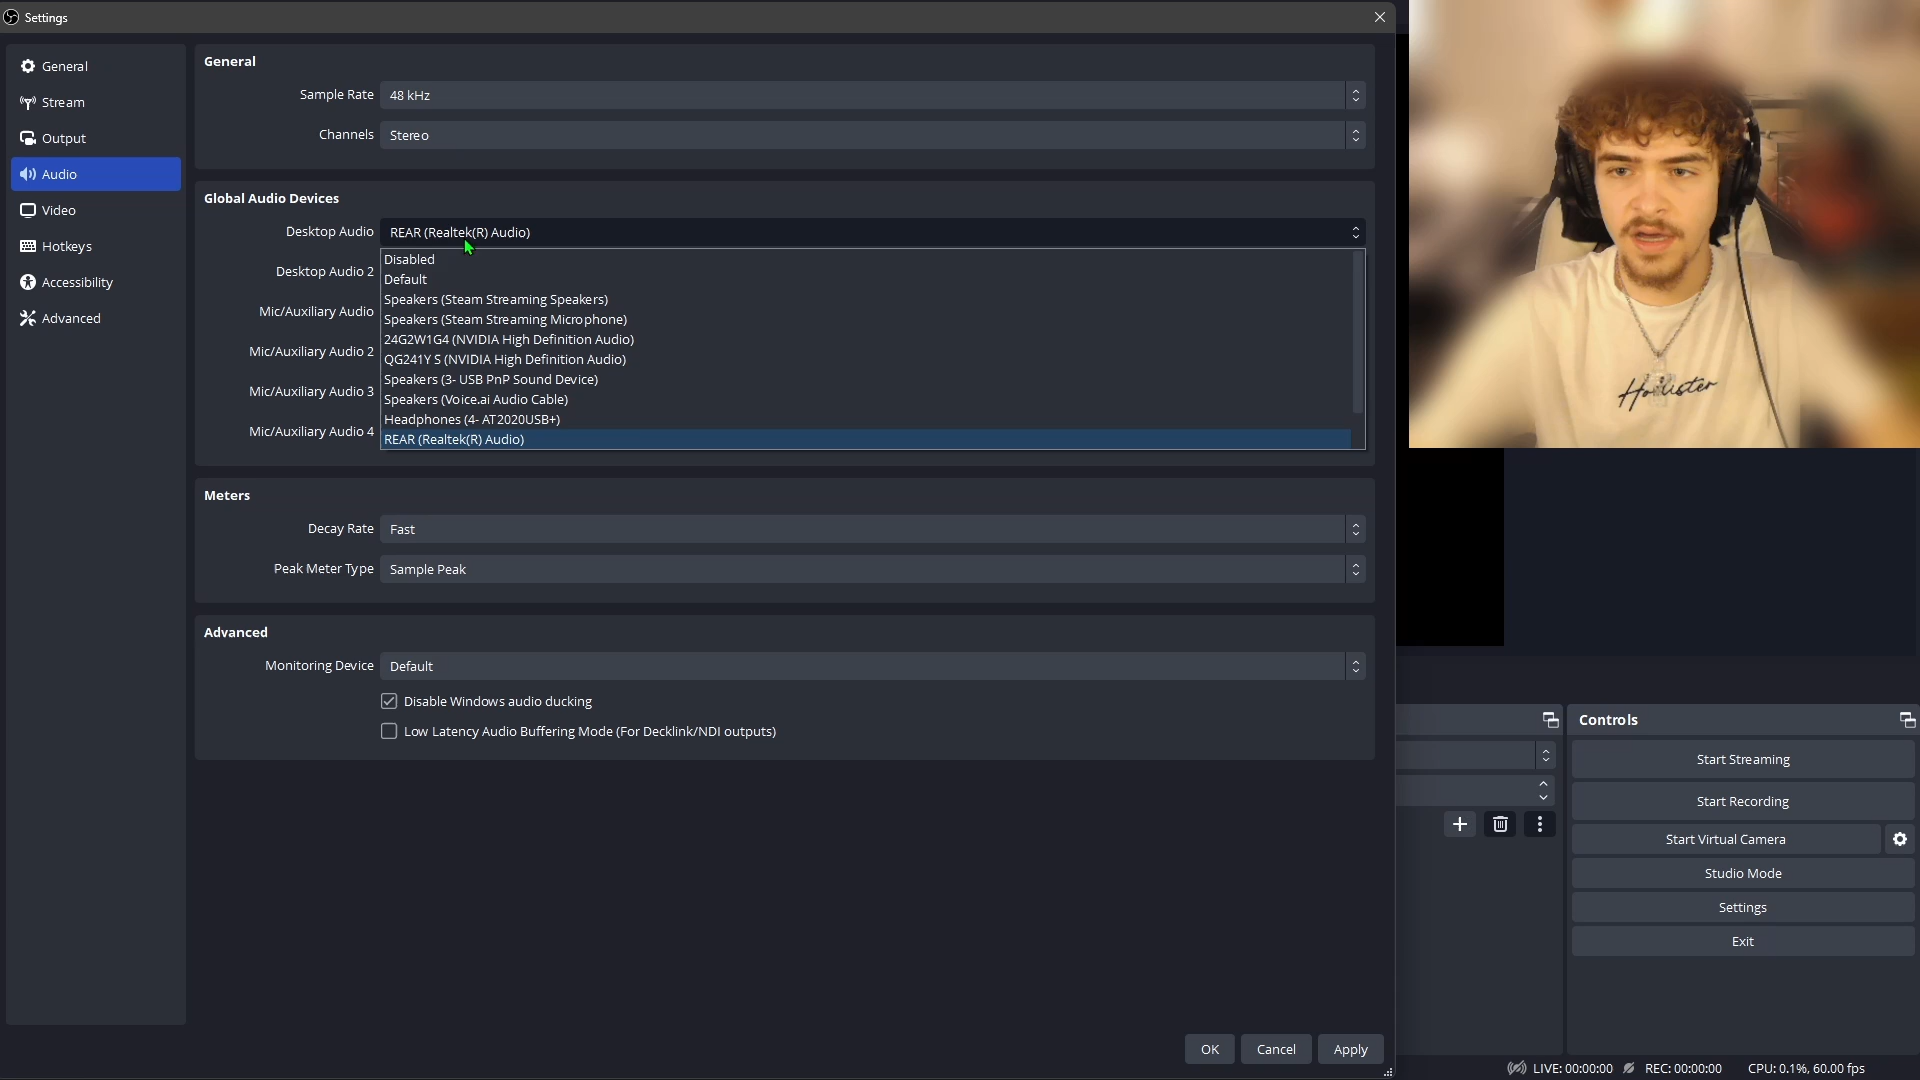 Settings
General
Stream
Output
Audio
Video
Hotkeys
Accessibility
Advanced
General
Sample Rate 48 kHz
Channels Stereo
Global Audio Devices
Desktop Audio REAR (Realtek(R) Audio)
Desktop Audio 2
Mic/Auxiliary Audio
Mic/Auxiliary Audio 2
Mic/Auxiliary Audio 3
Mic/Auxiliary Audio 4
Disabled
Default
Speakers (Steam Streaming Speakers)
Speakers (Steam Streaming Microphone)
24G2W1G4 (NVIDIA High Definition Audio)
QG241Y S (NVIDIA High Definition Audio)
Speakers (3- USB PnP Sound Device)
Speakers (Voice.ai Audio Cable)
Headphones (4- AT2020USB+)
REAR (Realtek(R) Audio)
Meters
Decay Rate Fast
Peak Meter Type Sample Peak
Advanced
Monitoring Device Default
Disable Windows audio ducking
Low Latency Audio Buffering Mode (For Decklink/NDI outputs)
OK Cancel Apply
Hollister
Controls
Start Streaming
Start Recording
Start Virtual Camera
Studio Mode
Settings
Exit
LIVE: 00:00:00 REC: 00:00:00 CPU: 0.1%, 60.00 fps